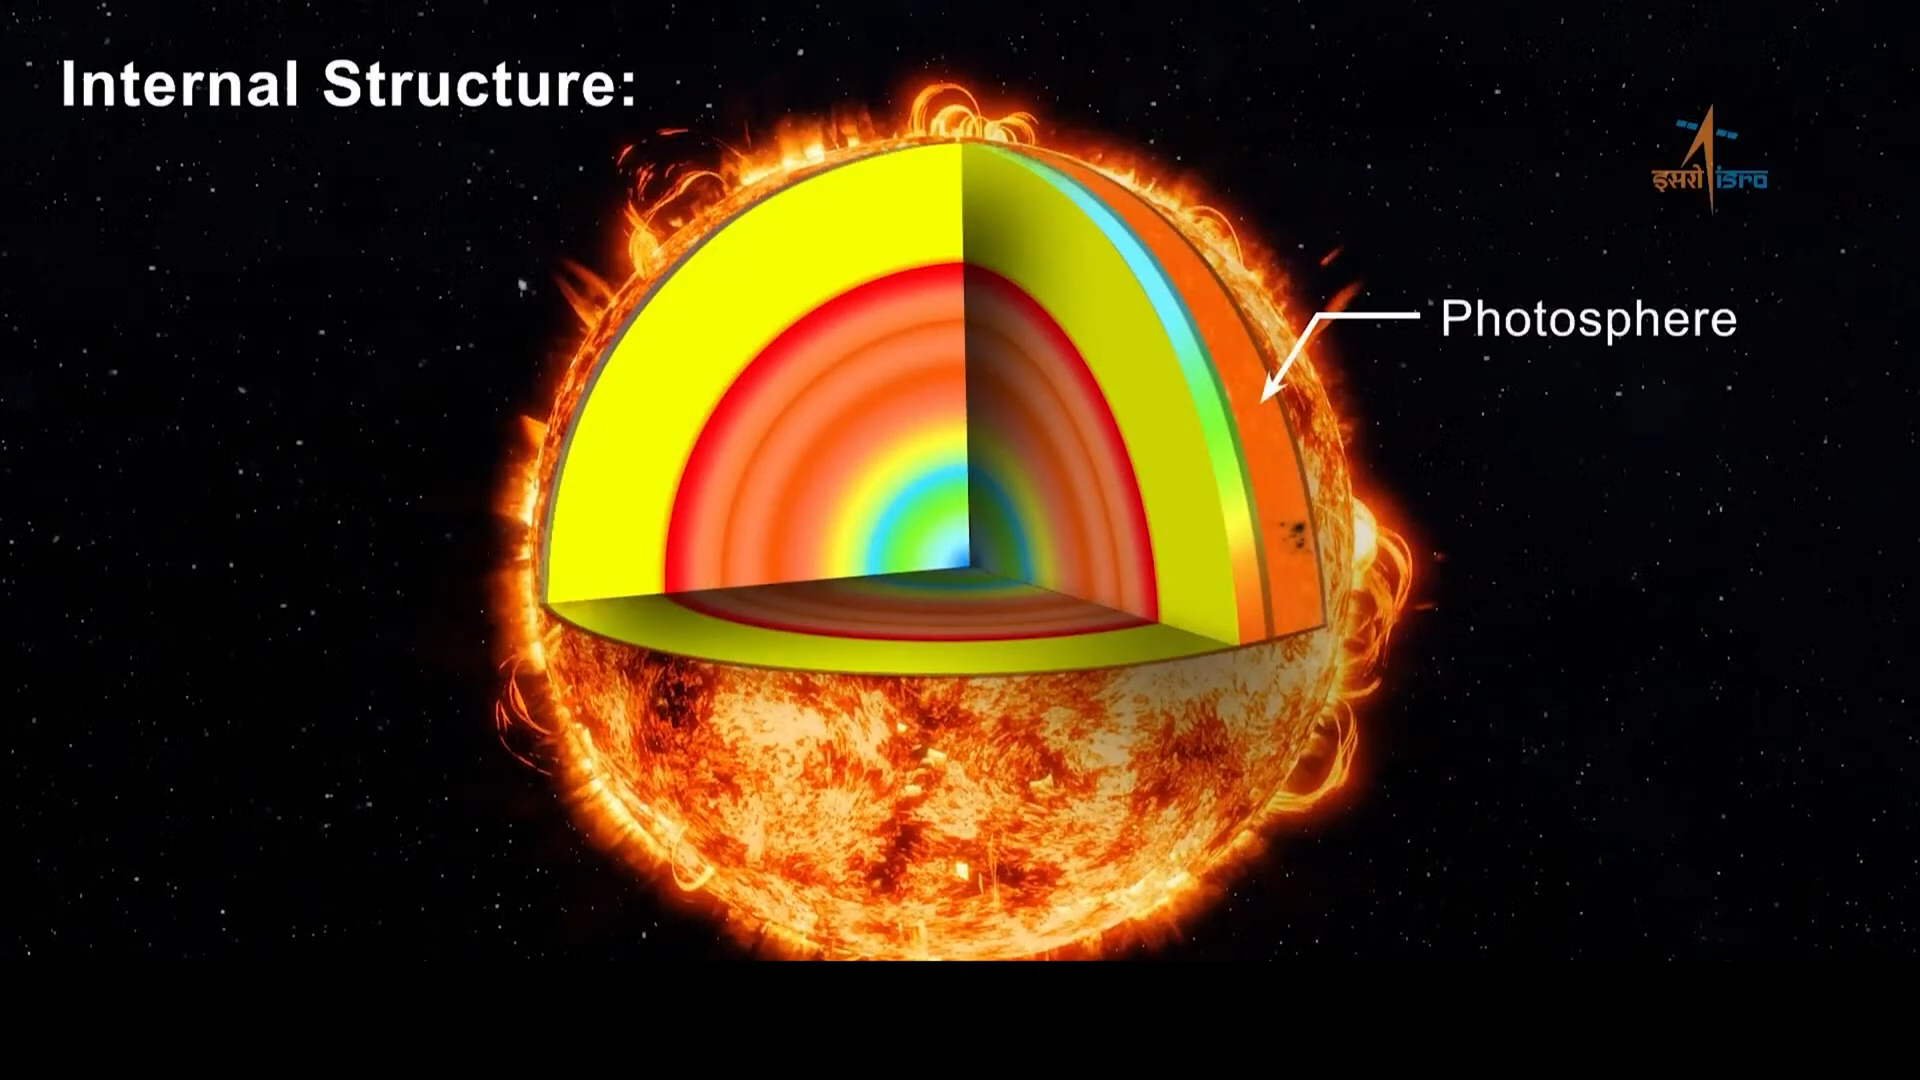 Internal Structure:
इसरो isro
Photosphere